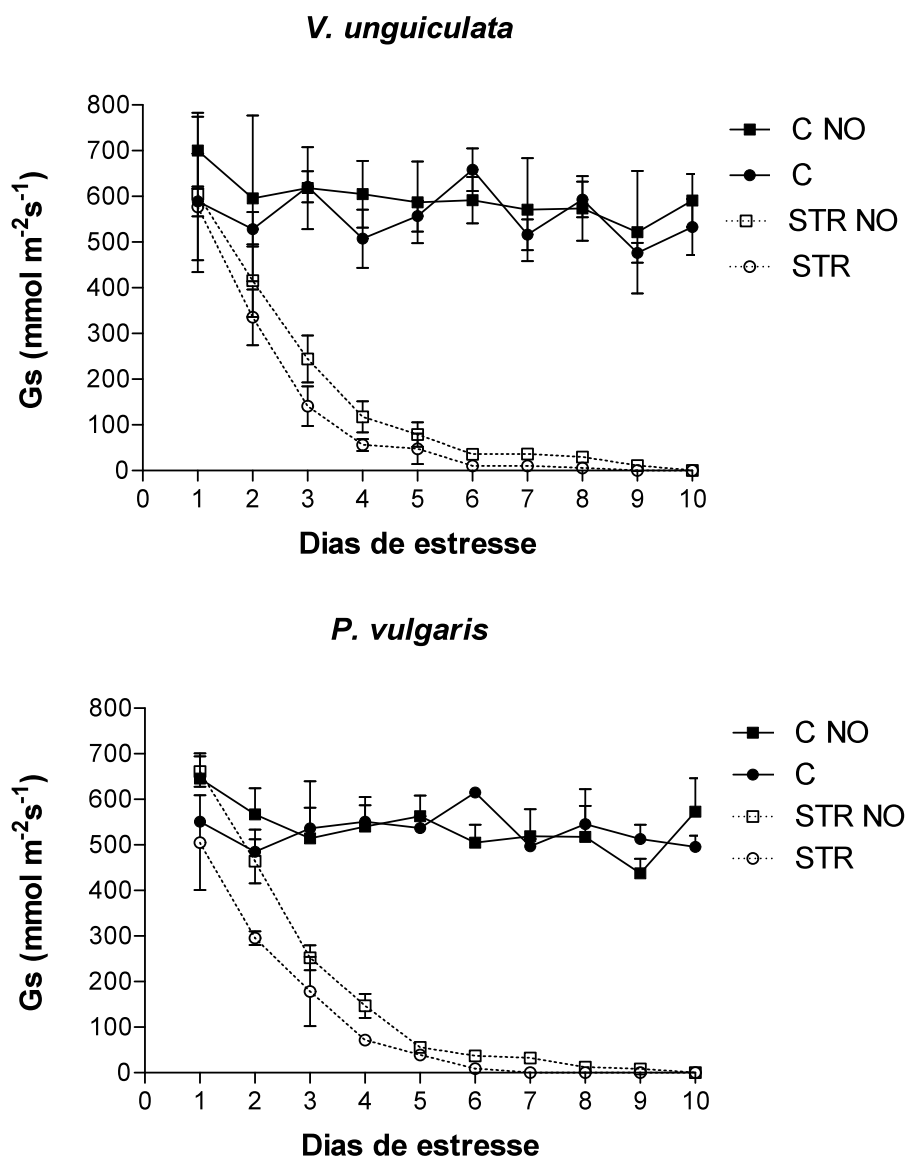 V. unguiculata
800
700
600
500
400
300
200
100
0
Gs (mmol m⁻²s⁻¹)
0 1 2 3 4 5 6 7 8 9 10
Dias de estresse
C NO
C
STR NO
STR
P. vulgaris
800
700
600
500
400
300
200
100
0
Gs (mmol m⁻²s⁻¹)
0 1 2 3 4 5 6 7 8 9 10
Dias de estresse
C NO
C
STR NO
STR